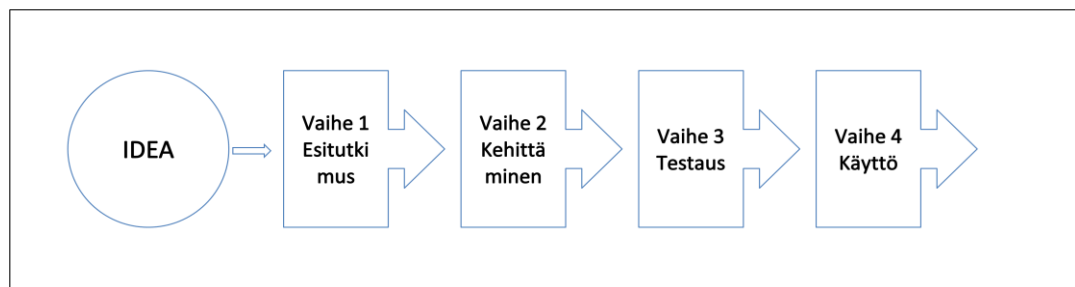 IDEA
Vaihe 1
Esitutki
mus
Vaihe 2
Kehittä
minen
Vaihe 3
Testaus
Vaihe 4
Käyttö